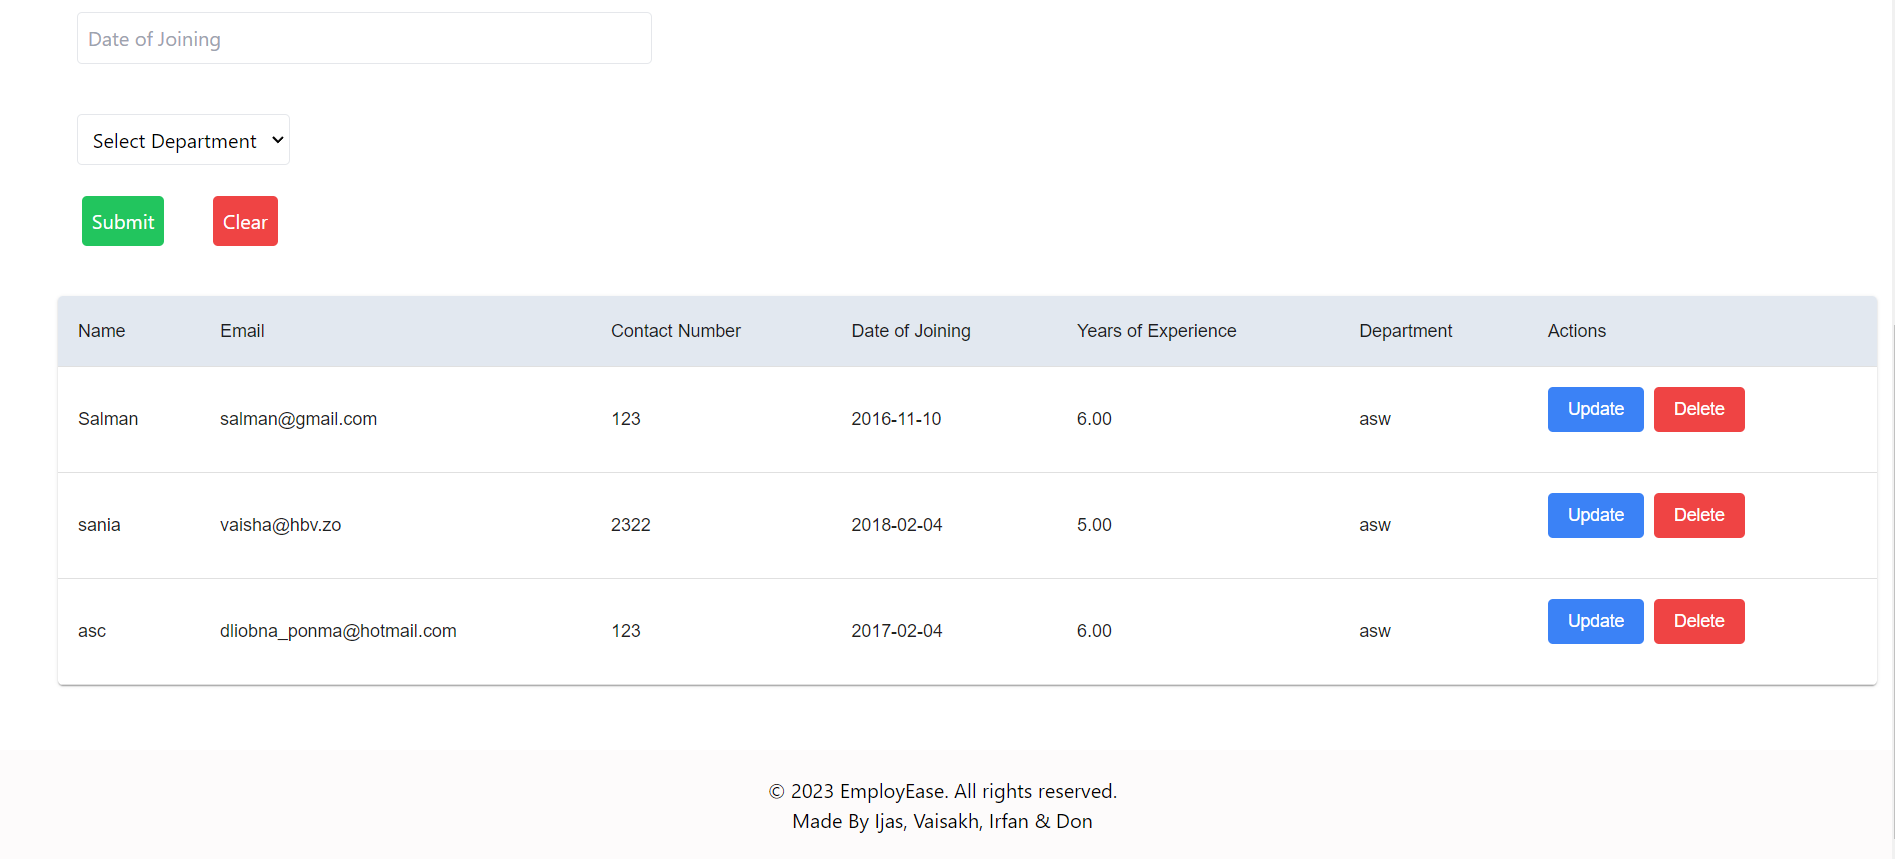 Date of Joining
Select Department
Submit Clear
Name Email Contact Number Date of Joining Years of Experience Department Actions
Salman salman@gmail.com 123 2016-11-10 6.00 asw Update Delete
sania vaisha@hbv.zo 2322 2018-02-04 5.00 asw Update Delete
asc dliobna_ponma@hotmail.com 123 2017-02-04 6.00 asw Update Delete
© 2023 EmployEase. All rights reserved.
Made By Ijas, Vaisakh, Irfan & Don